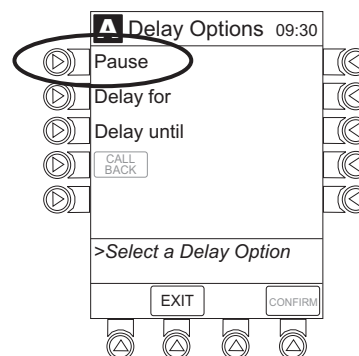 A Delay Options 09:30
Pause
Delay for
Delay until
CALL
BACK
>Select a Delay Option
EXIT CONFIRM